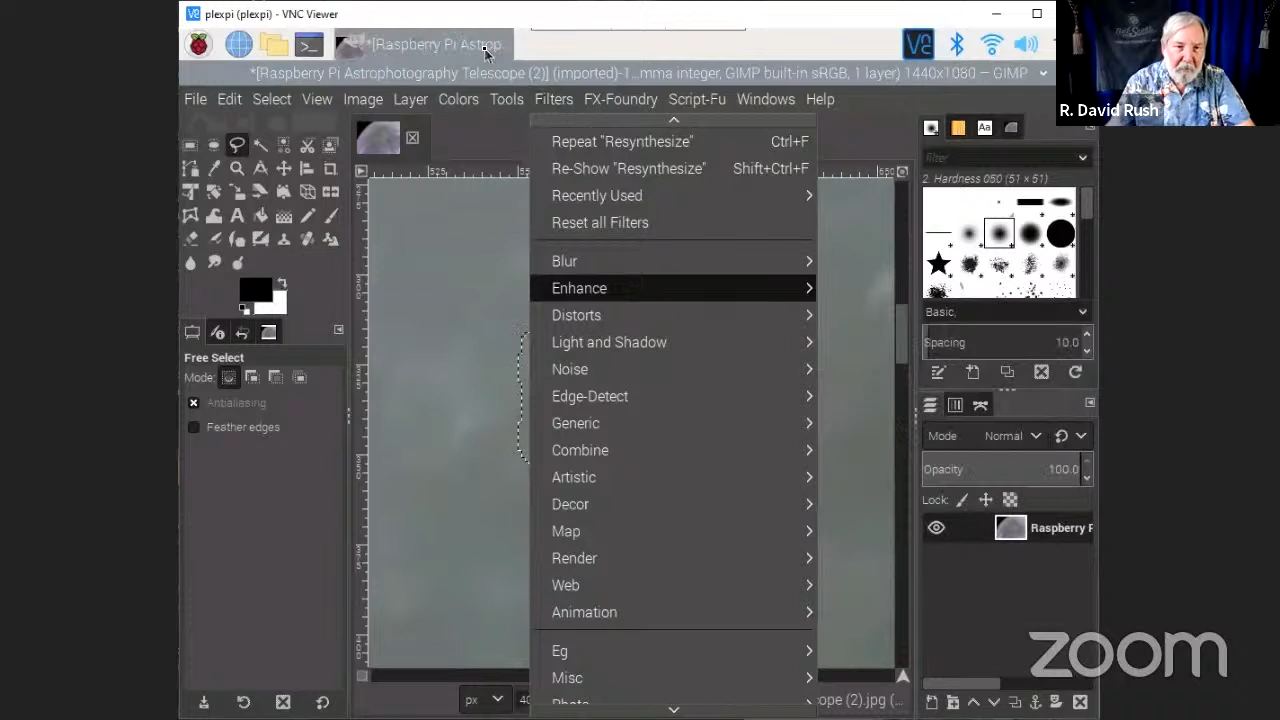 plexpi (plexpi) - VNC Viewer
*[Raspberry Pi Astrop
*[Raspberry Pi Astrophotography Telescope (2)] (imported)-1...mma integer, GIMP built-in sRGB, 1 layer) 1440x1080 – GIMP
R. David Rush
File Edit Select View Image Layer Colors Tools Filters FX-Foundry Script-Fu Windows Help
Aa
Repeat "Resynthesize" Ctrl+F
filter
Re-Show "Resynthesize" Shift+Ctrl+F
2. Hardness 050 (51 × 51)
Recently Used
Reset all Filters
Blur
Enhance
Distorts
Basic,
Light and Shadow
Spacing 10.0
Free Select
Noise
Mode:
Edge-Detect
Antialiasing
Feather edges
Generic
Mode Normal
Combine
Opacity 100.0
Artistic
Lock:
Decor
Map
Raspberry P
Render
Web
Animation
Eg
Misc
px
cope (2).jpg (...
zoom